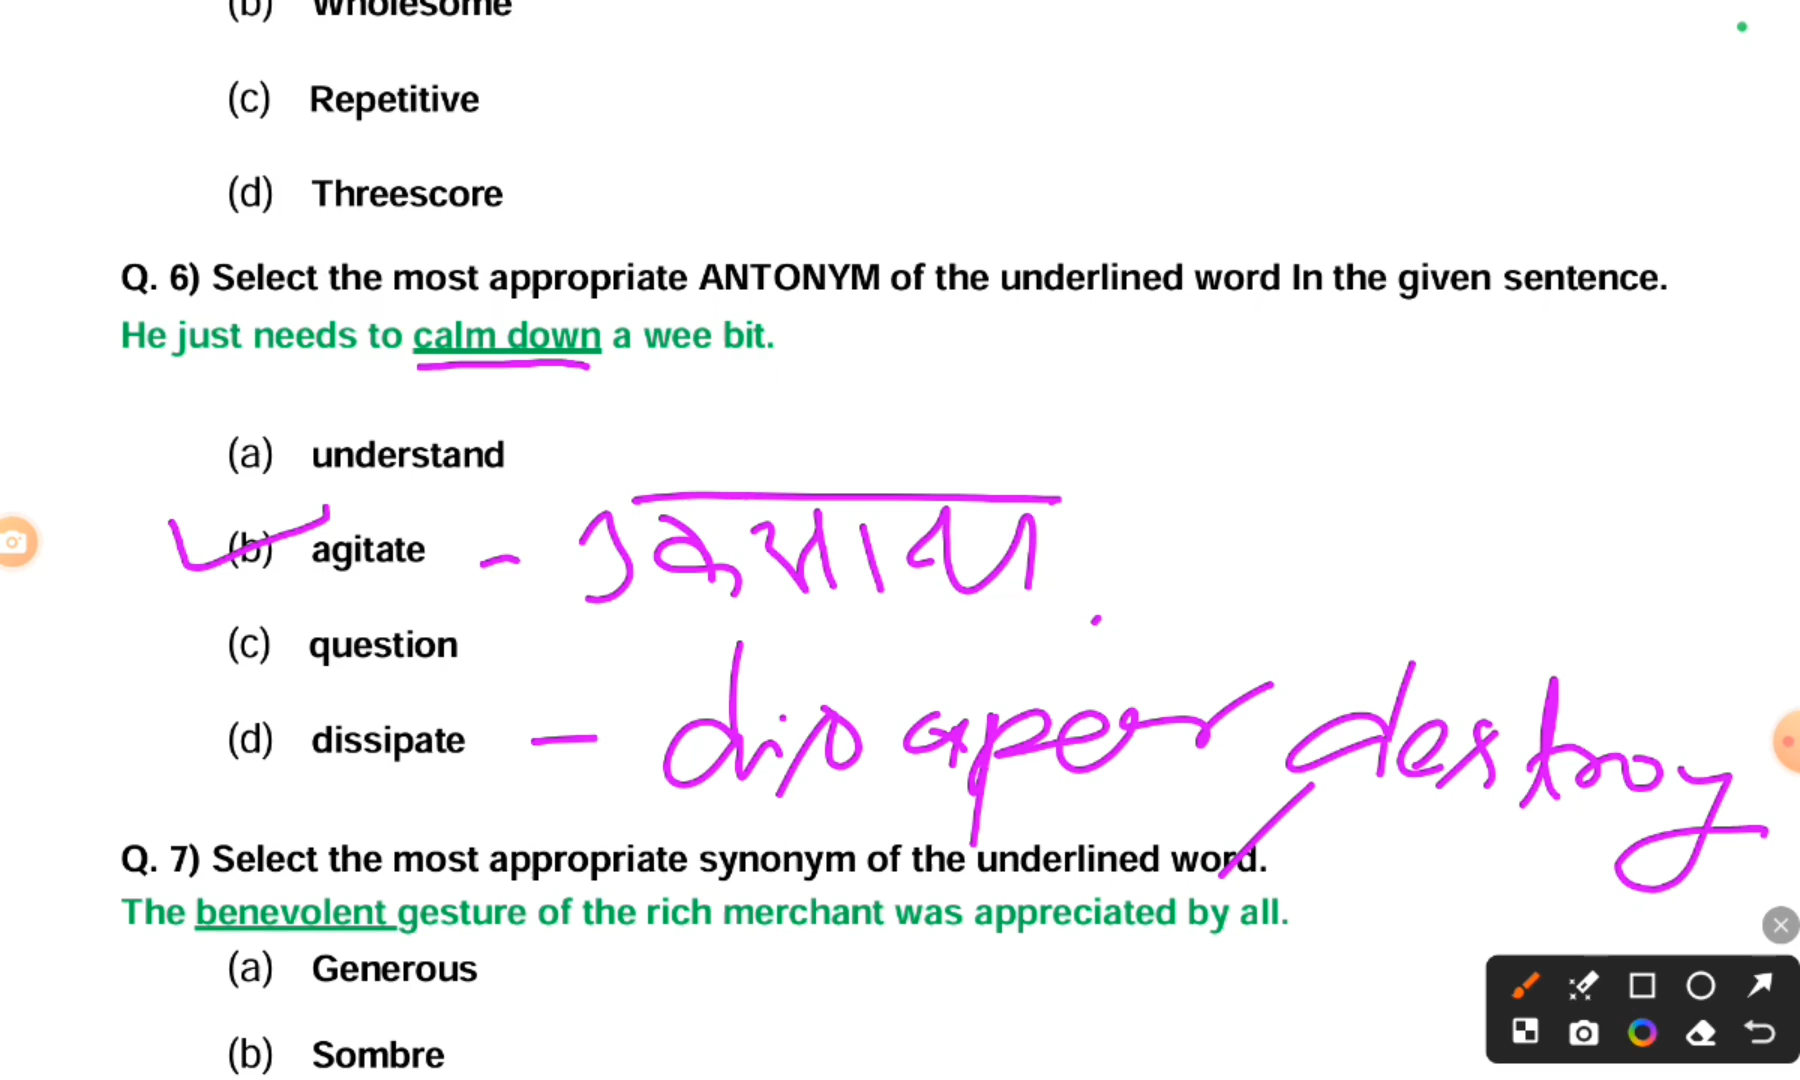 (b) Wholesome
(c) Repetitive
(d) Threescore
Q. 6) Select the most appropriate ANTONYM of the underlined word In the given sentence.
He just needs to calm down a wee bit.
(a) understand
(b) agitate -
(c) question
(d) dissipate - disapper destroy
Q. 7) Select the most appropriate synonym of the underlined word.
The benevolent gesture of the rich merchant was appreciated by all.
(a) Generous
(b) Sombre